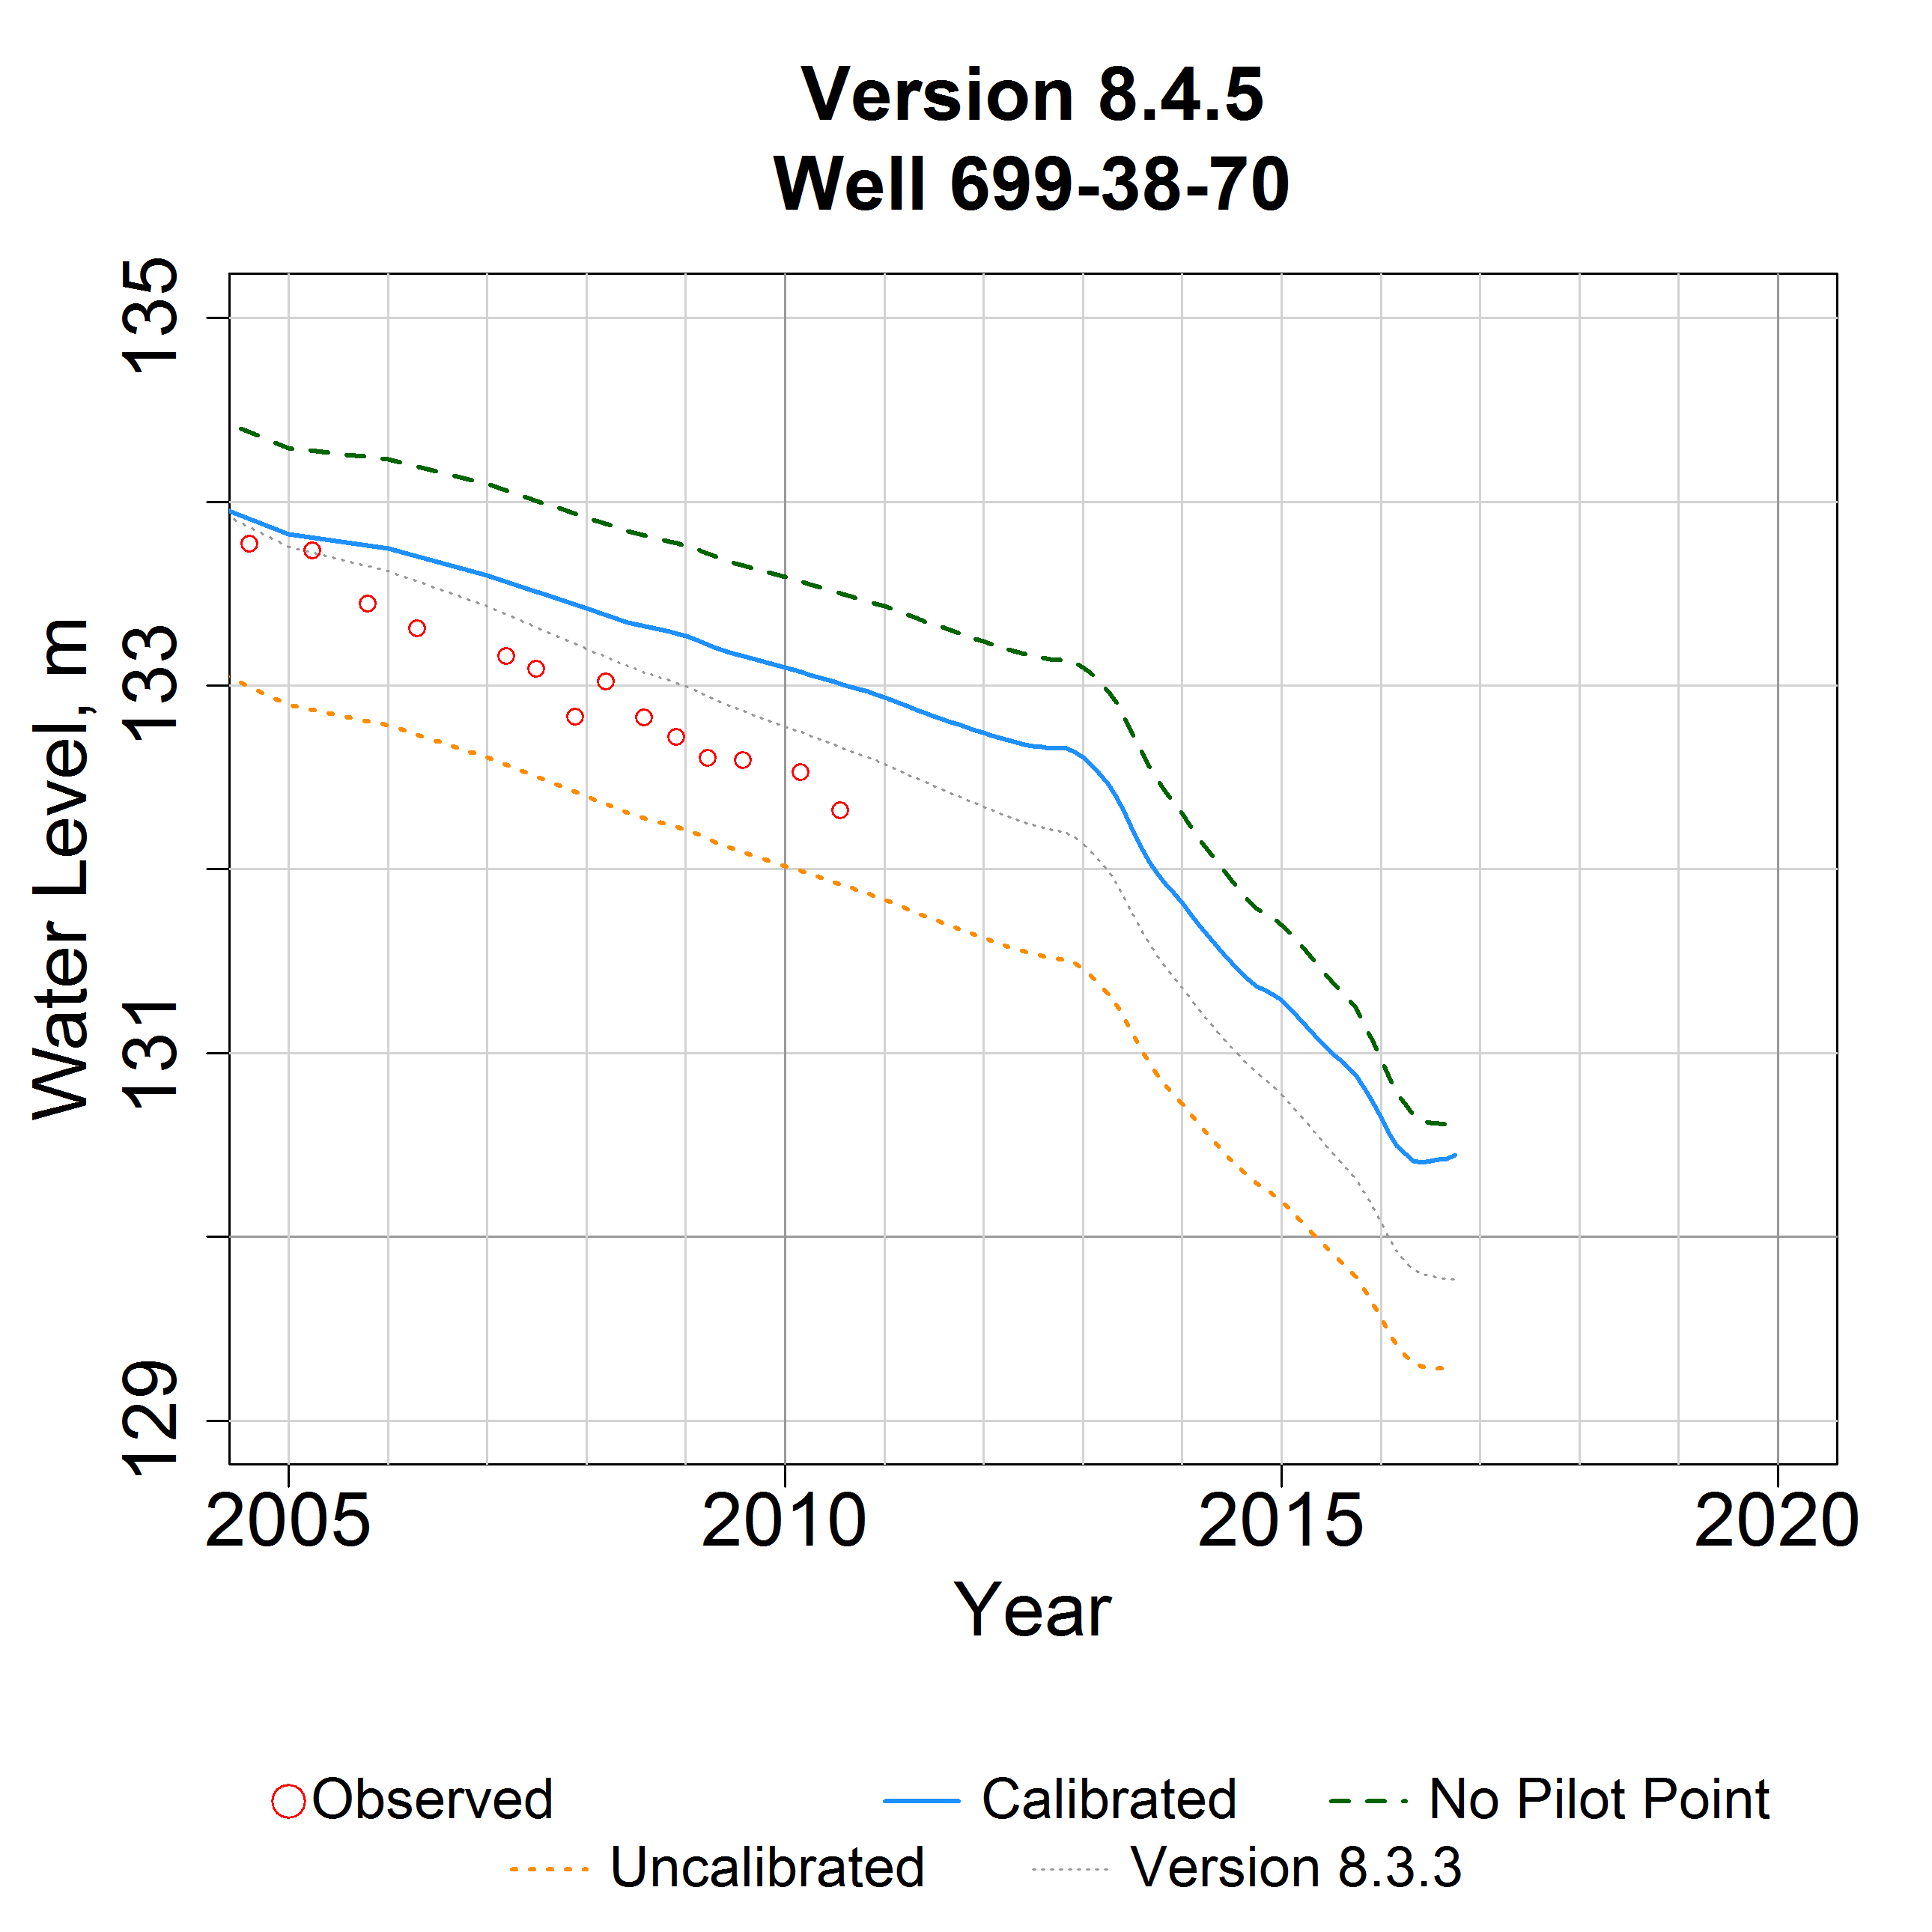 Version 8.4.5
Well 699-38-70
Water Level, m
135
133
131
129
2005 2010 2015 2020
Year
Observed Calibrated No Pilot Point
Uncalibrated Version 8.3.3